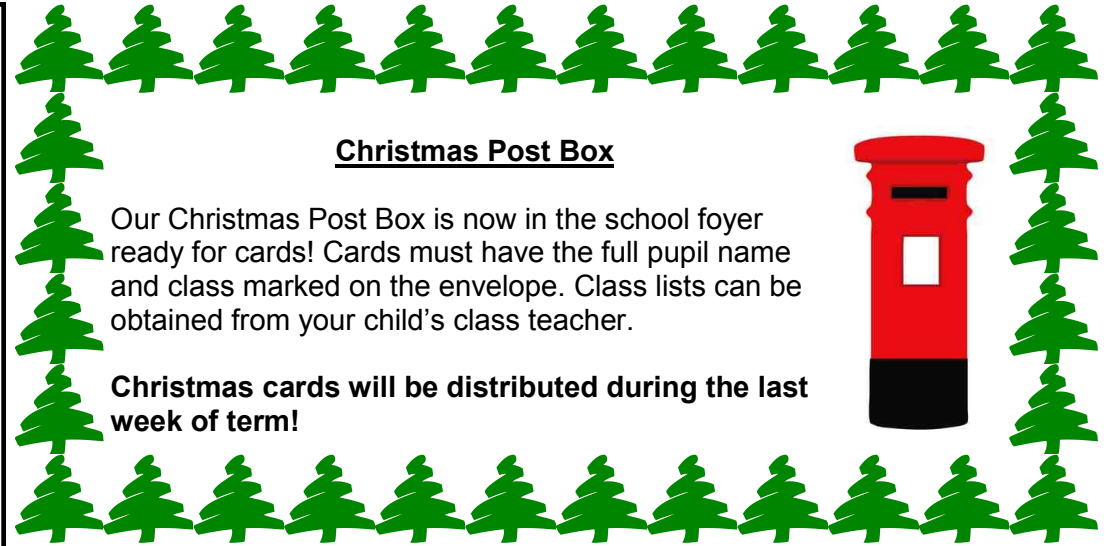 Christmas Post Box
Our Christmas Post Box is now in the school foyer
ready for cards! Cards must have the full pupil name
and class marked on the envelope. Class lists can be
obtained from your child’s class teacher.
Christmas cards will be distributed during the last
week of term!